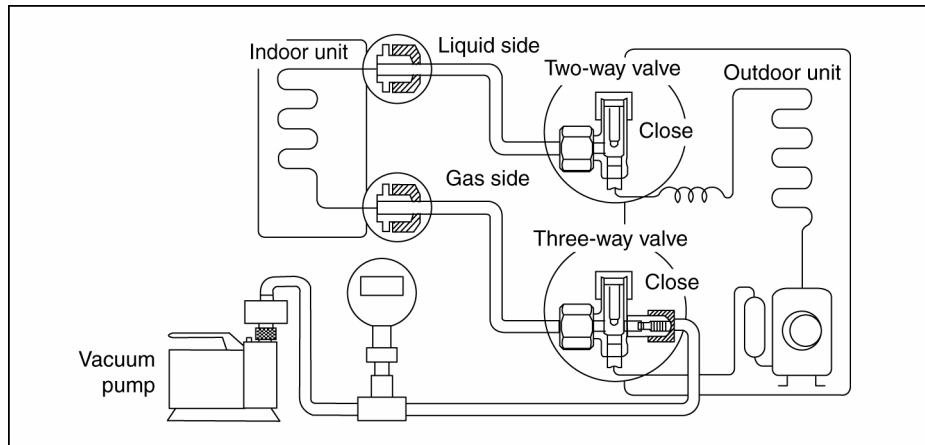 Indoor unit
Liquid side
Two-way valve
Outdoor unit
Close
Gas side
Three-way valve
Close
Vacuum
pump